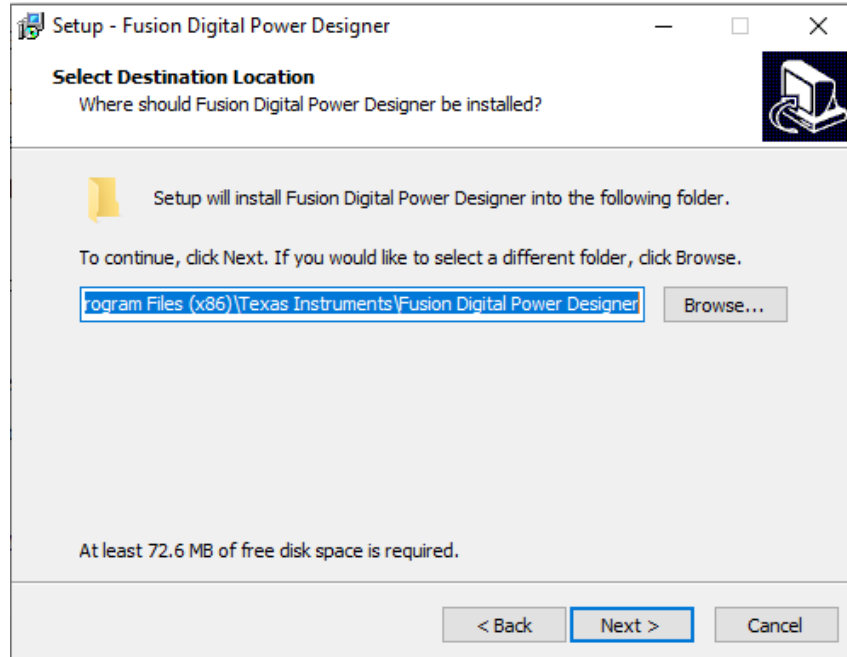 Setup - Fusion Digital Power Designer
Select Destination Location
Where should Fusion Digital Power Designer be installed?
Setup will install Fusion Digital Power Designer into the following folder.
To continue, click Next. If you would like to select a different folder, click Browse.
rogram Files (x86)\Texas Instruments\Fusion Digital Power Designer
Browse...
At least 72.6 MB of free disk space is required.
< Back
Next >
Cancel